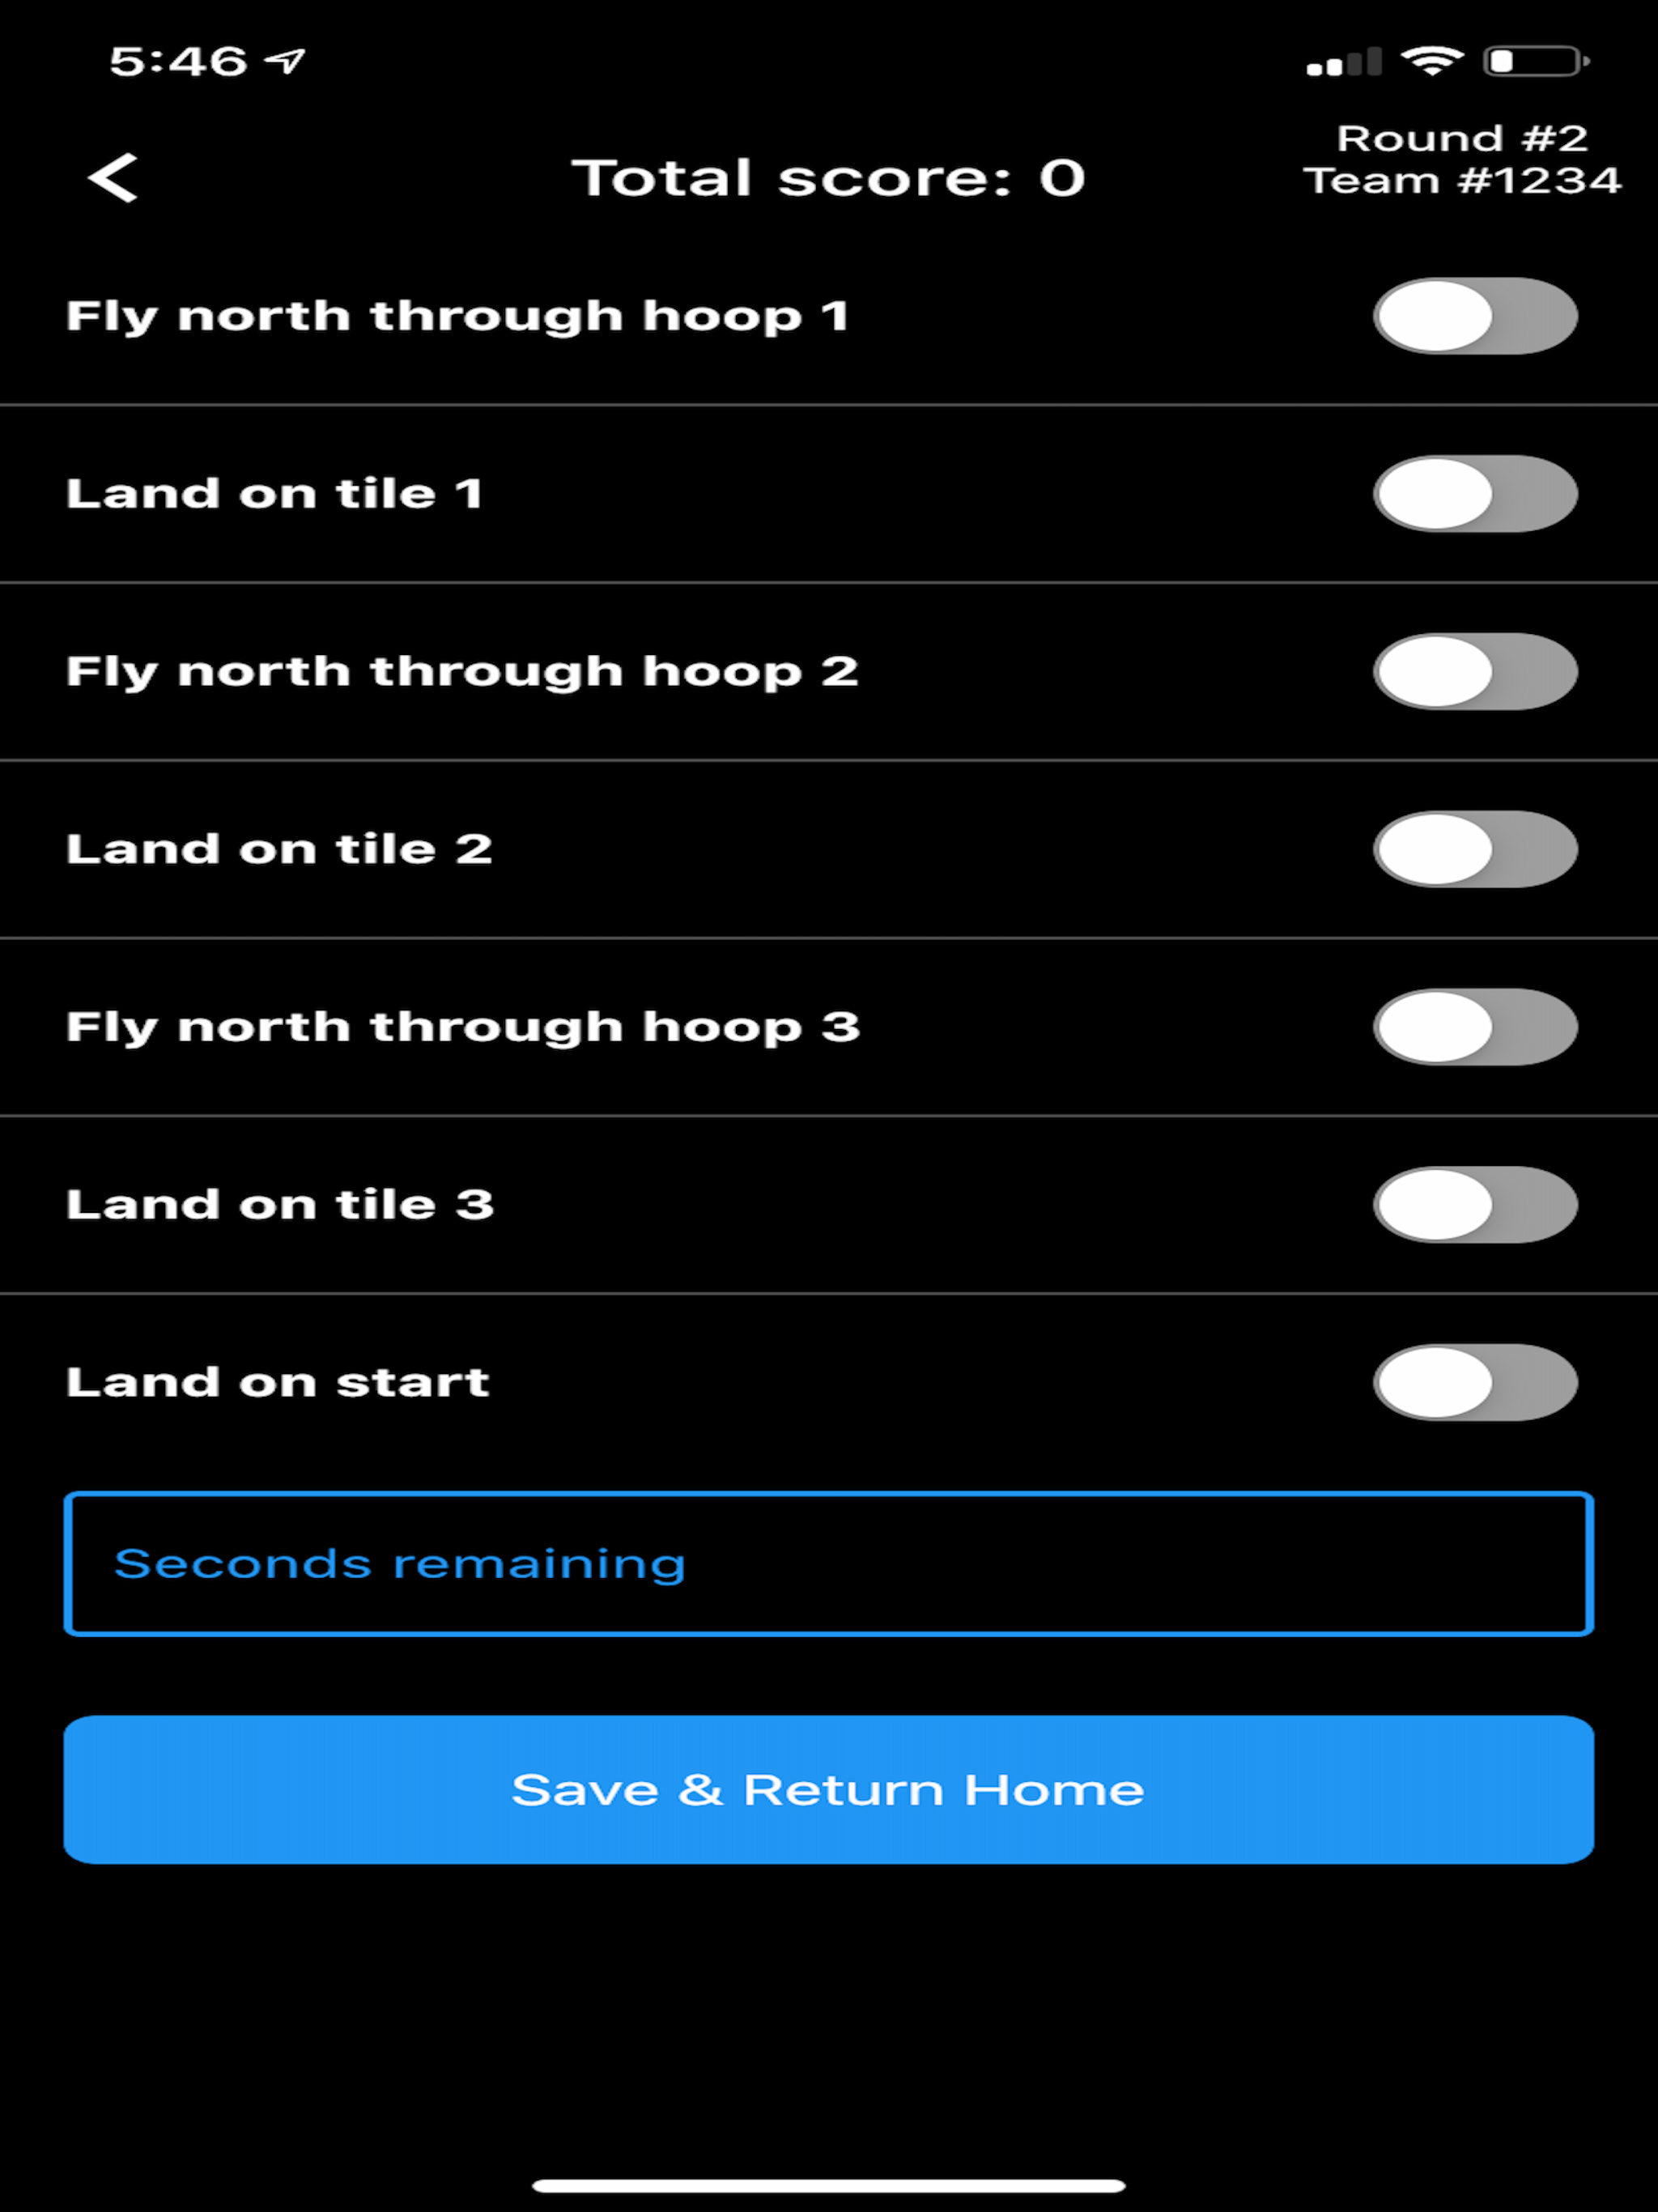 5:46
Round #2
Total score: 0
Team #1234
Fly north through hoop 1
Land on tile 1
Fly north through hoop 2
Land on tile 2
Fly north through hoop 3
Land on tile 3
Land on start
Seconds remaining
Save & Return Home